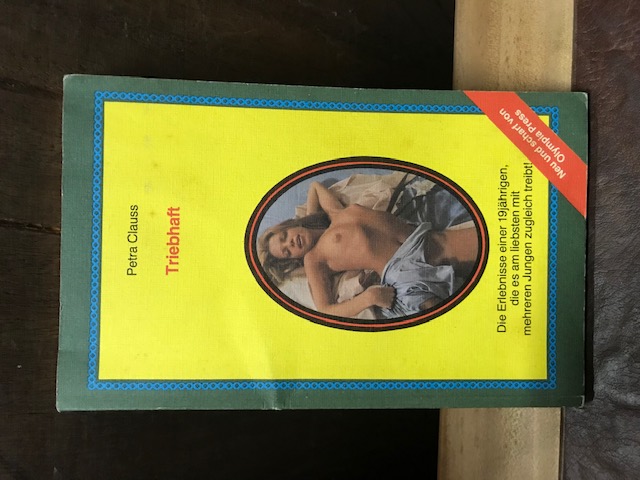 Petra Clauss
Triebhaft
Neu und scharf von
Olympia Press
Die Erlebnisse einer 19jährigen,
die es am liebsten mit
mehreren Jungen zugleich treibt!